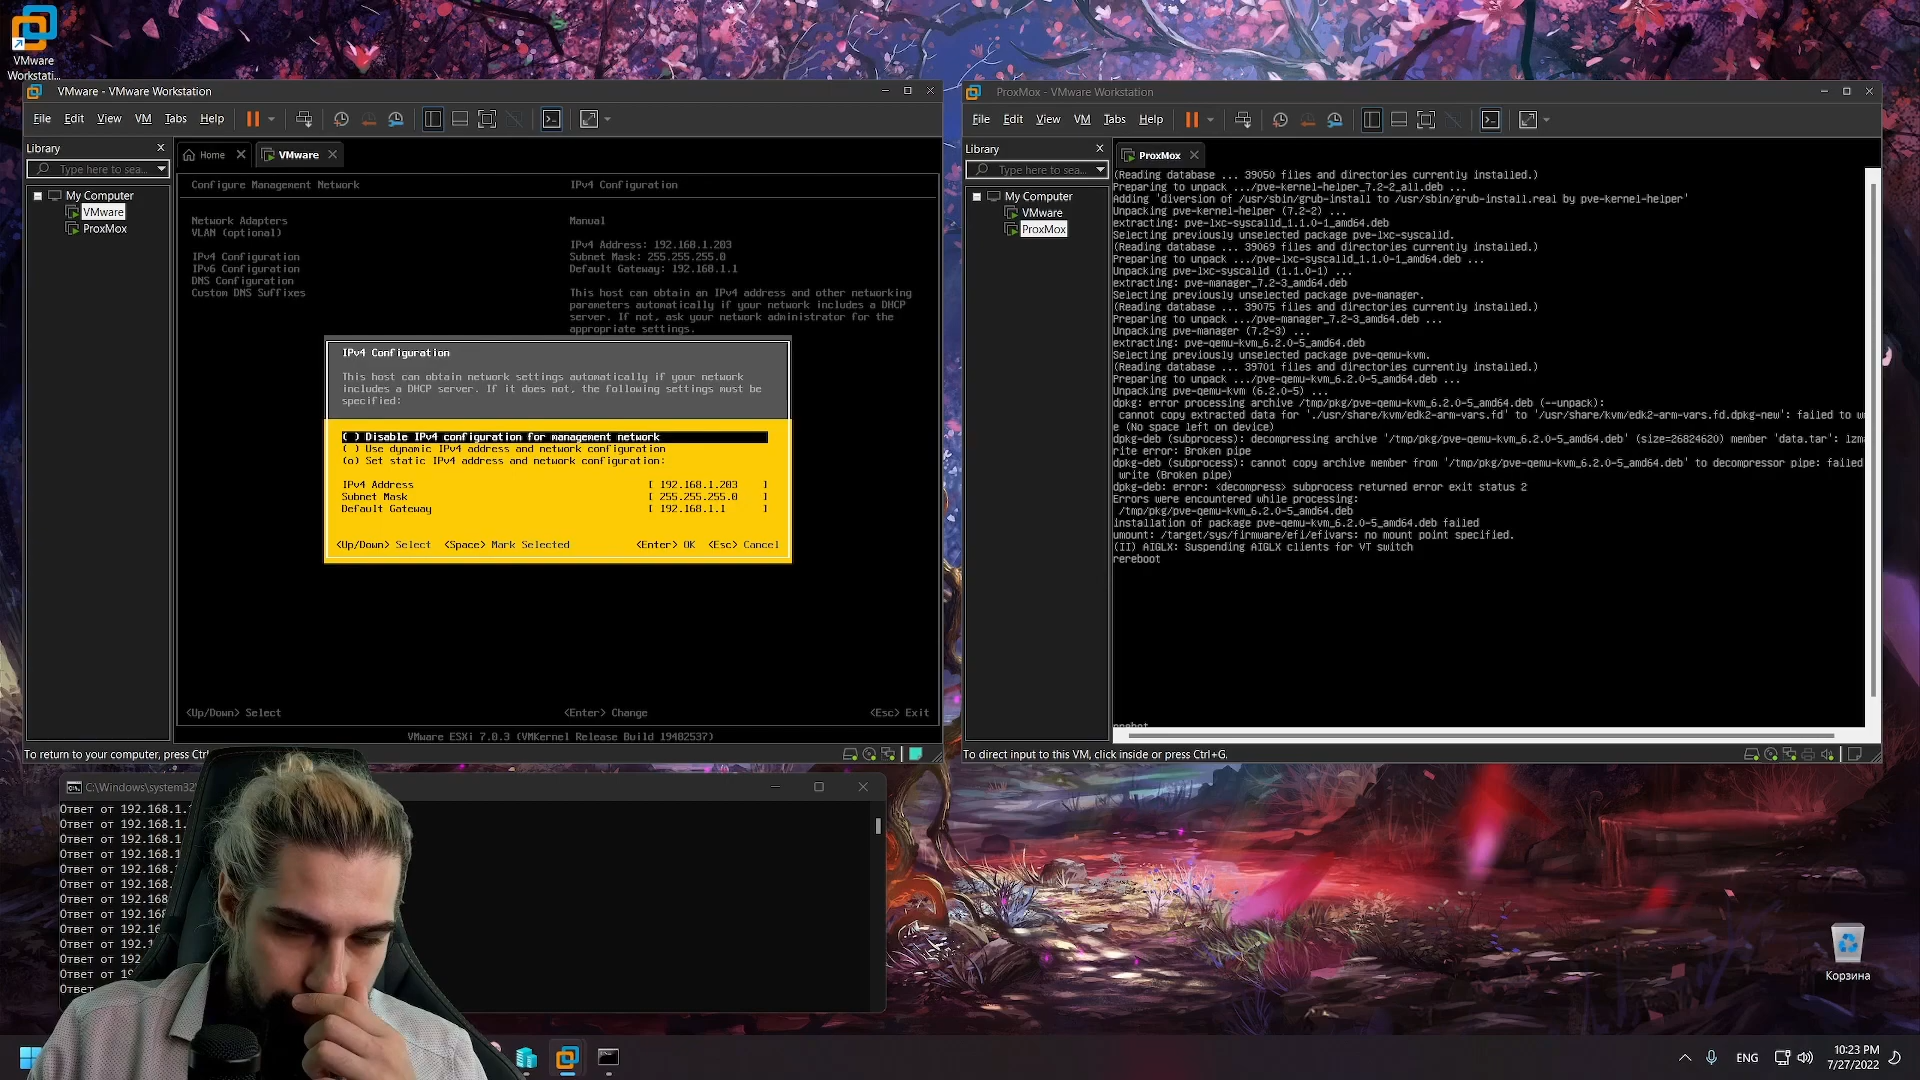 VMware
Workstati...
VMware - VMware Workstation
File Edit View VM Tabs Help
Library
Type here to sea...
My Computer
VMware
ProxMox
Home
VMware
Configure Management Network
IPv4 Configuration
Network Adapters
VLAN (optional)
IPv4 Configuration
IPv6 Configuration
DNS Configuration
Custom DNS Suffixes
Manual
IPv4 Address: 192.168.1.203
Subnet Mask: 255.255.255.0
Default Gateway: 192.168.1.1
This host can obtain an IPv4 address and other networking
parameters automatically if your network includes a DHCP
server. If not, ask your network administrator for the
appropriate settings.
IPv4 Configuration
This host can obtain network settings automatically if your network
includes a DHCP server. If it does not, the following settings must be
specified:
( ) Disable IPv4 configuration for management network
( ) Use dynamic IPv4 address and network configuration
(o) Set static IPv4 address and network configuration:
IPv4 Address [ 192.168.1.203 ]
Subnet Mask [ 255.255.255.0 ]
Default Gateway [ 192.168.1.1 ]
<Up/Down> Select <Space> Mark Selected <Enter> OK <Esc> Cancel
<Up/Down> Select <Enter> Change <Esc> Exit
VMware ESXi 7.0.3 (VMKernel Release Build 19482537)
To return to your computer, press Ctrl
ProxMox - VMware Workstation
File Edit View VM Tabs Help
Library
Type here to sea...
My Computer
VMware
ProxMox
ProxMox
(Reading database ... 39050 files and directories currently installed.)
Preparing to unpack .../pve-kernel-helper_7.2-2_all.deb ...
Adding 'diversion of /usr/sbin/grub-install to /usr/sbin/grub-install.real by pve-kernel-helper'
Unpacking pve-kernel-helper (7.2-2) ...
extracting: pve-lxc-syscalld_1.1.0-1_amd64.deb
Selecting previously unselected package pve-lxc-syscalld.
(Reading database ... 39069 files and directories currently installed.)
Preparing to unpack .../pve-lxc-syscalld_1.1.0-1_amd64.deb ...
Unpacking pve-lxc-syscalld (1.1.0-1) ...
extracting: pve-manager_7.2-3_amd64.deb
Selecting previously unselected package pve-manager.
(Reading database ... 39075 files and directories currently installed.)
Preparing to unpack .../pve-manager_7.2-3_amd64.deb ...
Unpacking pve-manager (7.2-3) ...
extracting: pve-qemu-kvm_6.2.0-5_amd64.deb
Selecting previously unselected package pve-qemu-kvm.
(Reading database ... 39701 files and directories currently installed.)
Preparing to unpack .../pve-qemu-kvm_6.2.0-5_amd64.deb ...
Unpacking pve-qemu-kvm (6.2.0-5) ...
dpkg: error processing archive /tmp/pkg/pve-qemu-kvm_6.2.0-5_amd64.deb (--unpack):
cannot copy extracted data for './usr/share/kvm/edk2-arm-vars.fd' to '/usr/share/kvm/edk2-arm-vars.fd.dpkg-new': failed to w
e (No space left on device)
dpkg-deb (subprocess): decompressing archive '/tmp/pkg/pve-qemu-kvm_6.2.0-5_amd64.deb' (size=26824620) member 'data.tar': lzma
rite error: Broken pipe
dpkg-deb (subprocess): cannot copy archive member from '/tmp/pkg/pve-qemu-kvm_6.2.0-5_amd64.deb' to decompressor pipe: failed
write (Broken pipe)
dpkg-deb: error: <decompress> subprocess returned error exit status 2
Errors were encountered while processing:
/tmp/pkg/pve-qemu-kvm_6.2.0-5_amd64.deb
installation of package pve-qemu-kvm_6.2.0-5_amd64.deb failed
umount: /target/sys/firmware/efi/efivars: no mount point specified.
(II) AIGLX: Suspending AIGLX clients for VT switch
rereboot
To direct input to this VM, click inside or press Ctrl+G.
C:\Windows\system32
Ответ от 192.168.1.1
Ответ от 192.168.1.
Ответ от 192.168.1
Ответ от 192.168.1
Ответ от 192.168.1
Ответ от 192.168.
Ответ от 192.168
Ответ от 192.168
Ответ от 192.16
Ответ от 192.1
Ответ от 192
Ответ от 19
Ответ
Корзина
ENG
10:23 PM
7/27/2022